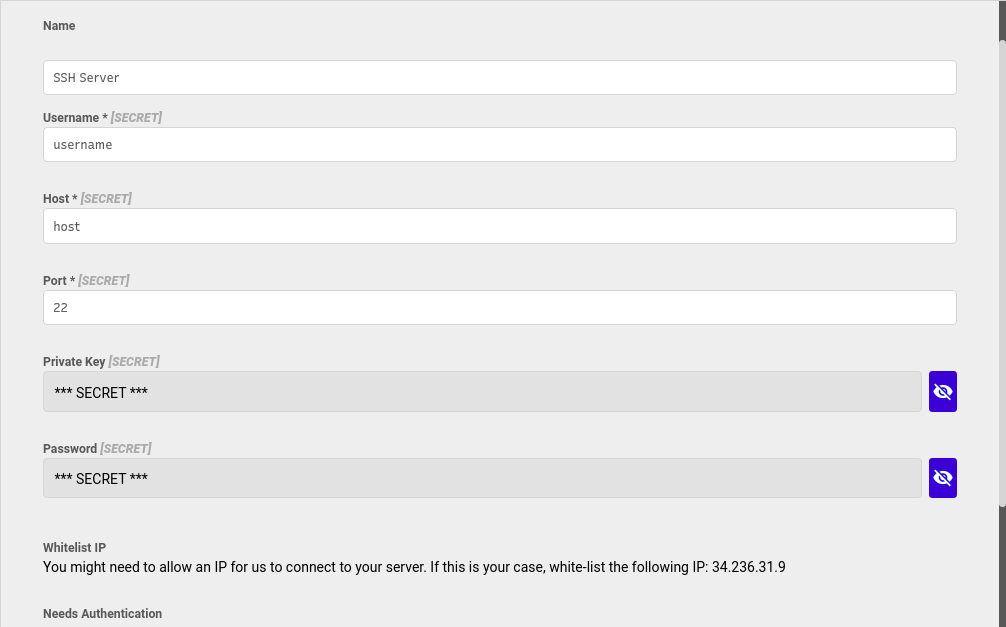 Name
SSH Server
Username * [SECRET]
username
Host * [SECRET]
host
Port * [SECRET]
22
Private Key [SECRET]
*** SECRET ***
Password [SECRET]
*** SECRET ***
Whitelist IP
You might need to allow an IP for us to connect to your server. If this is your case, white-list the following IP: 34.236.31.9
Needs Authentication